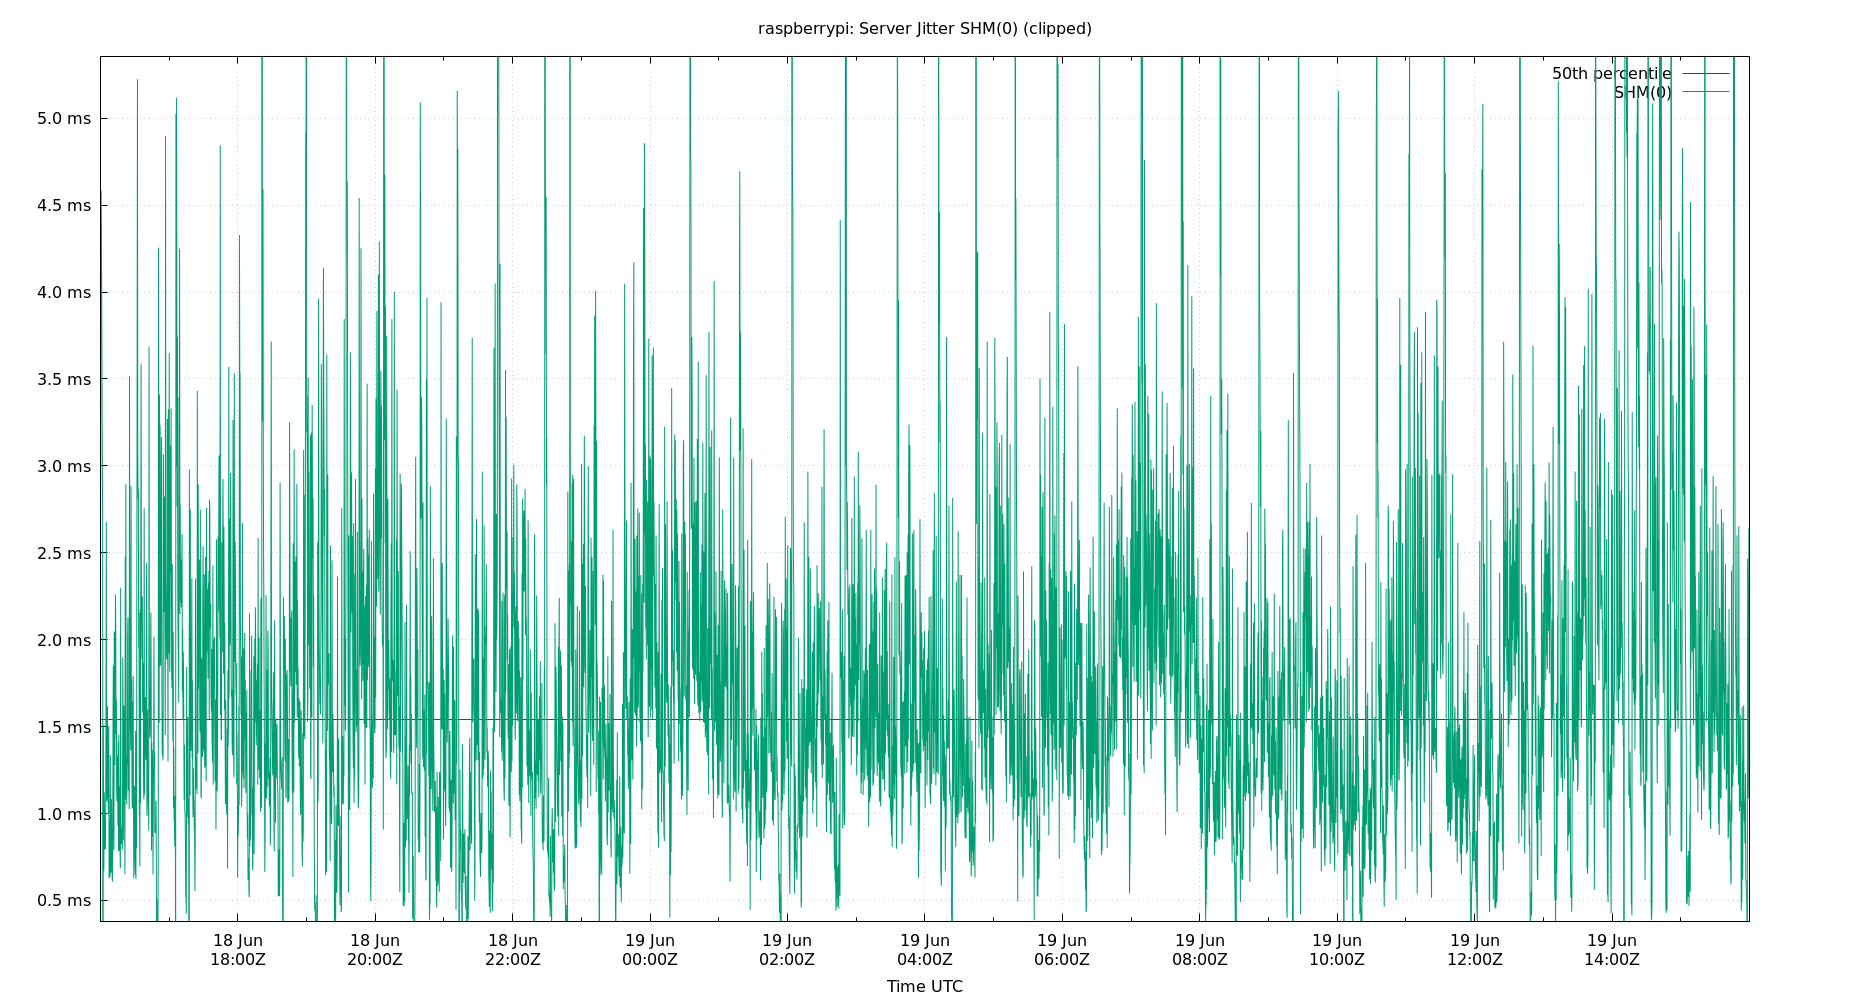 raspberrypi: Server Jitter SHM(0) (clipped)
50th percentile
SHM(0)
5.0 ms
4.5 ms
4.0 ms
3.5 ms
3.0 ms
2.5 ms
2.0 ms
1.5 ms
1.0 ms
0.5 ms
18 Jun 18 Jun 18 Jun 19 Jun 19 Jun 19 Jun 19 Jun 19 Jun 19 Jun 19 Jun 19 Jun
18:00Z 20:00Z 22:00Z 00:00Z 02:00Z 04:00Z 06:00Z 08:00Z 10:00Z 12:00Z 14:00Z
Time UTC